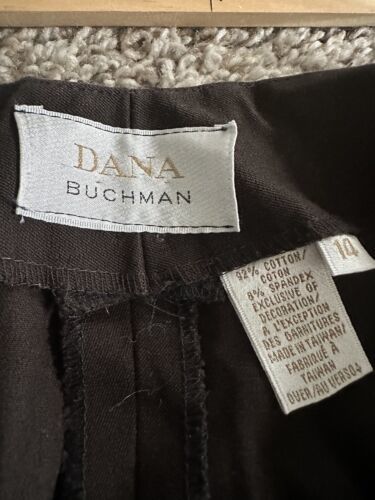 DANA
BUCHMAN
14
92% COTTON/
COTON
8% SPANDEX
EXCLUSIVE OF
DECORATION/
A L'EXCEPTION
DES GARNITURES
MADE IN TAIWAN/
FABRIQUÉ À
TAIWAN
OVER/AU VERSO↓